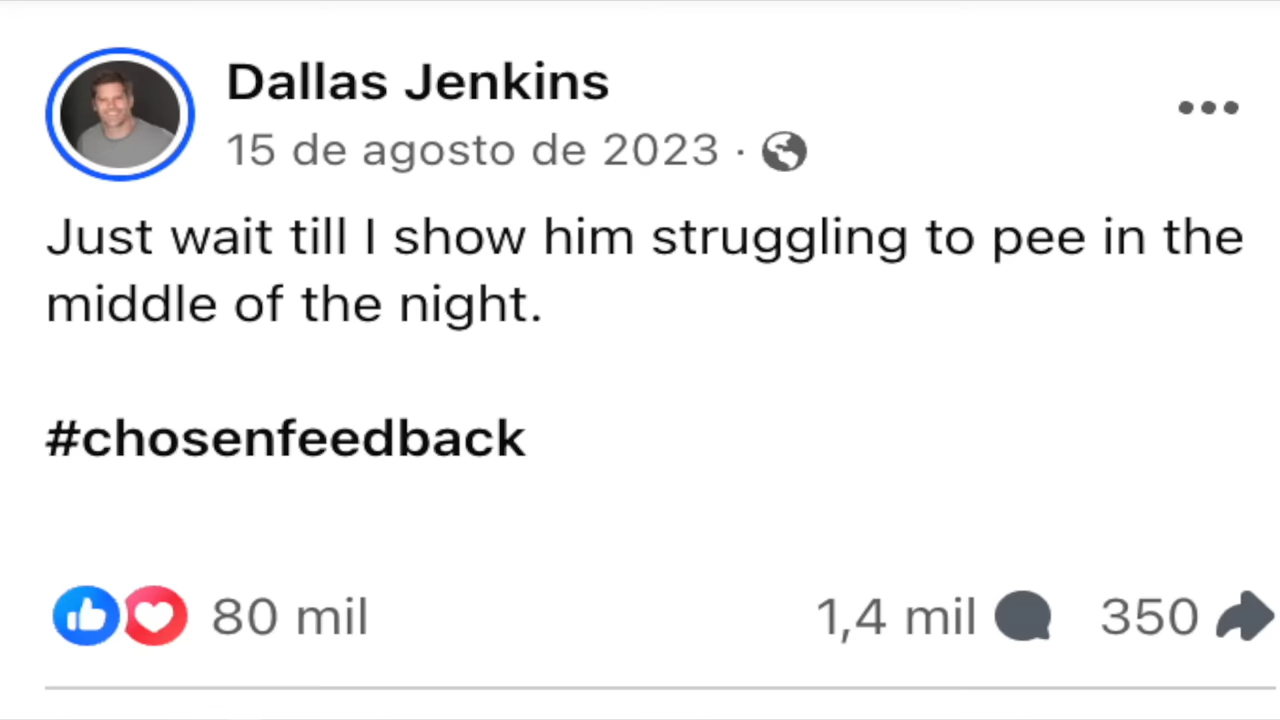 Dallas Jenkins
15 de agosto de 2023 ·
Just wait till I show him struggling to pee in the
middle of the night.
#chosenfeedback
80 mil
1,4 mil
350